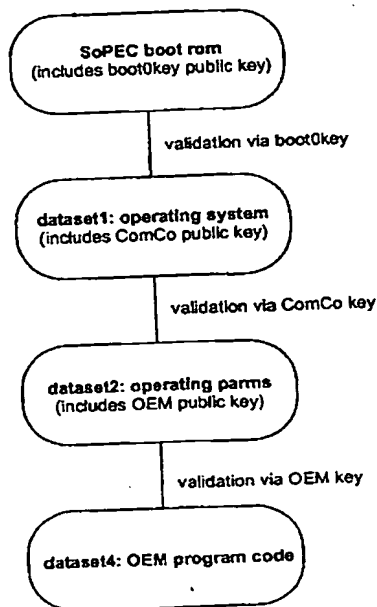 SoPEC boot rom
(includes boot0key public key)
validation via boot0key
dataset1: operating system
(includes ComCo public key)
validation via ComCo key
dataset2: operating parms
(includes OEM public key)
validation via OEM key
dataset4: OEM program code